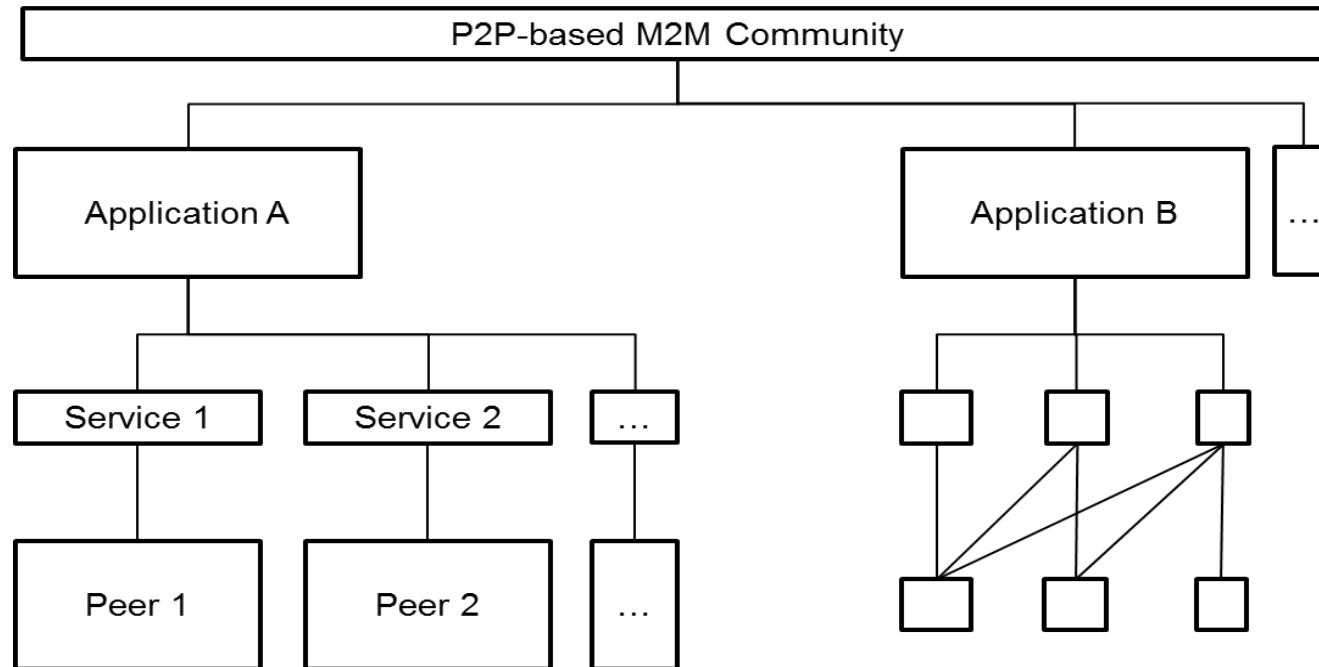 P2P-based M2M Community
Application A
Application B
...
Service 1
Service 2
...
Peer 1
Peer 2
...